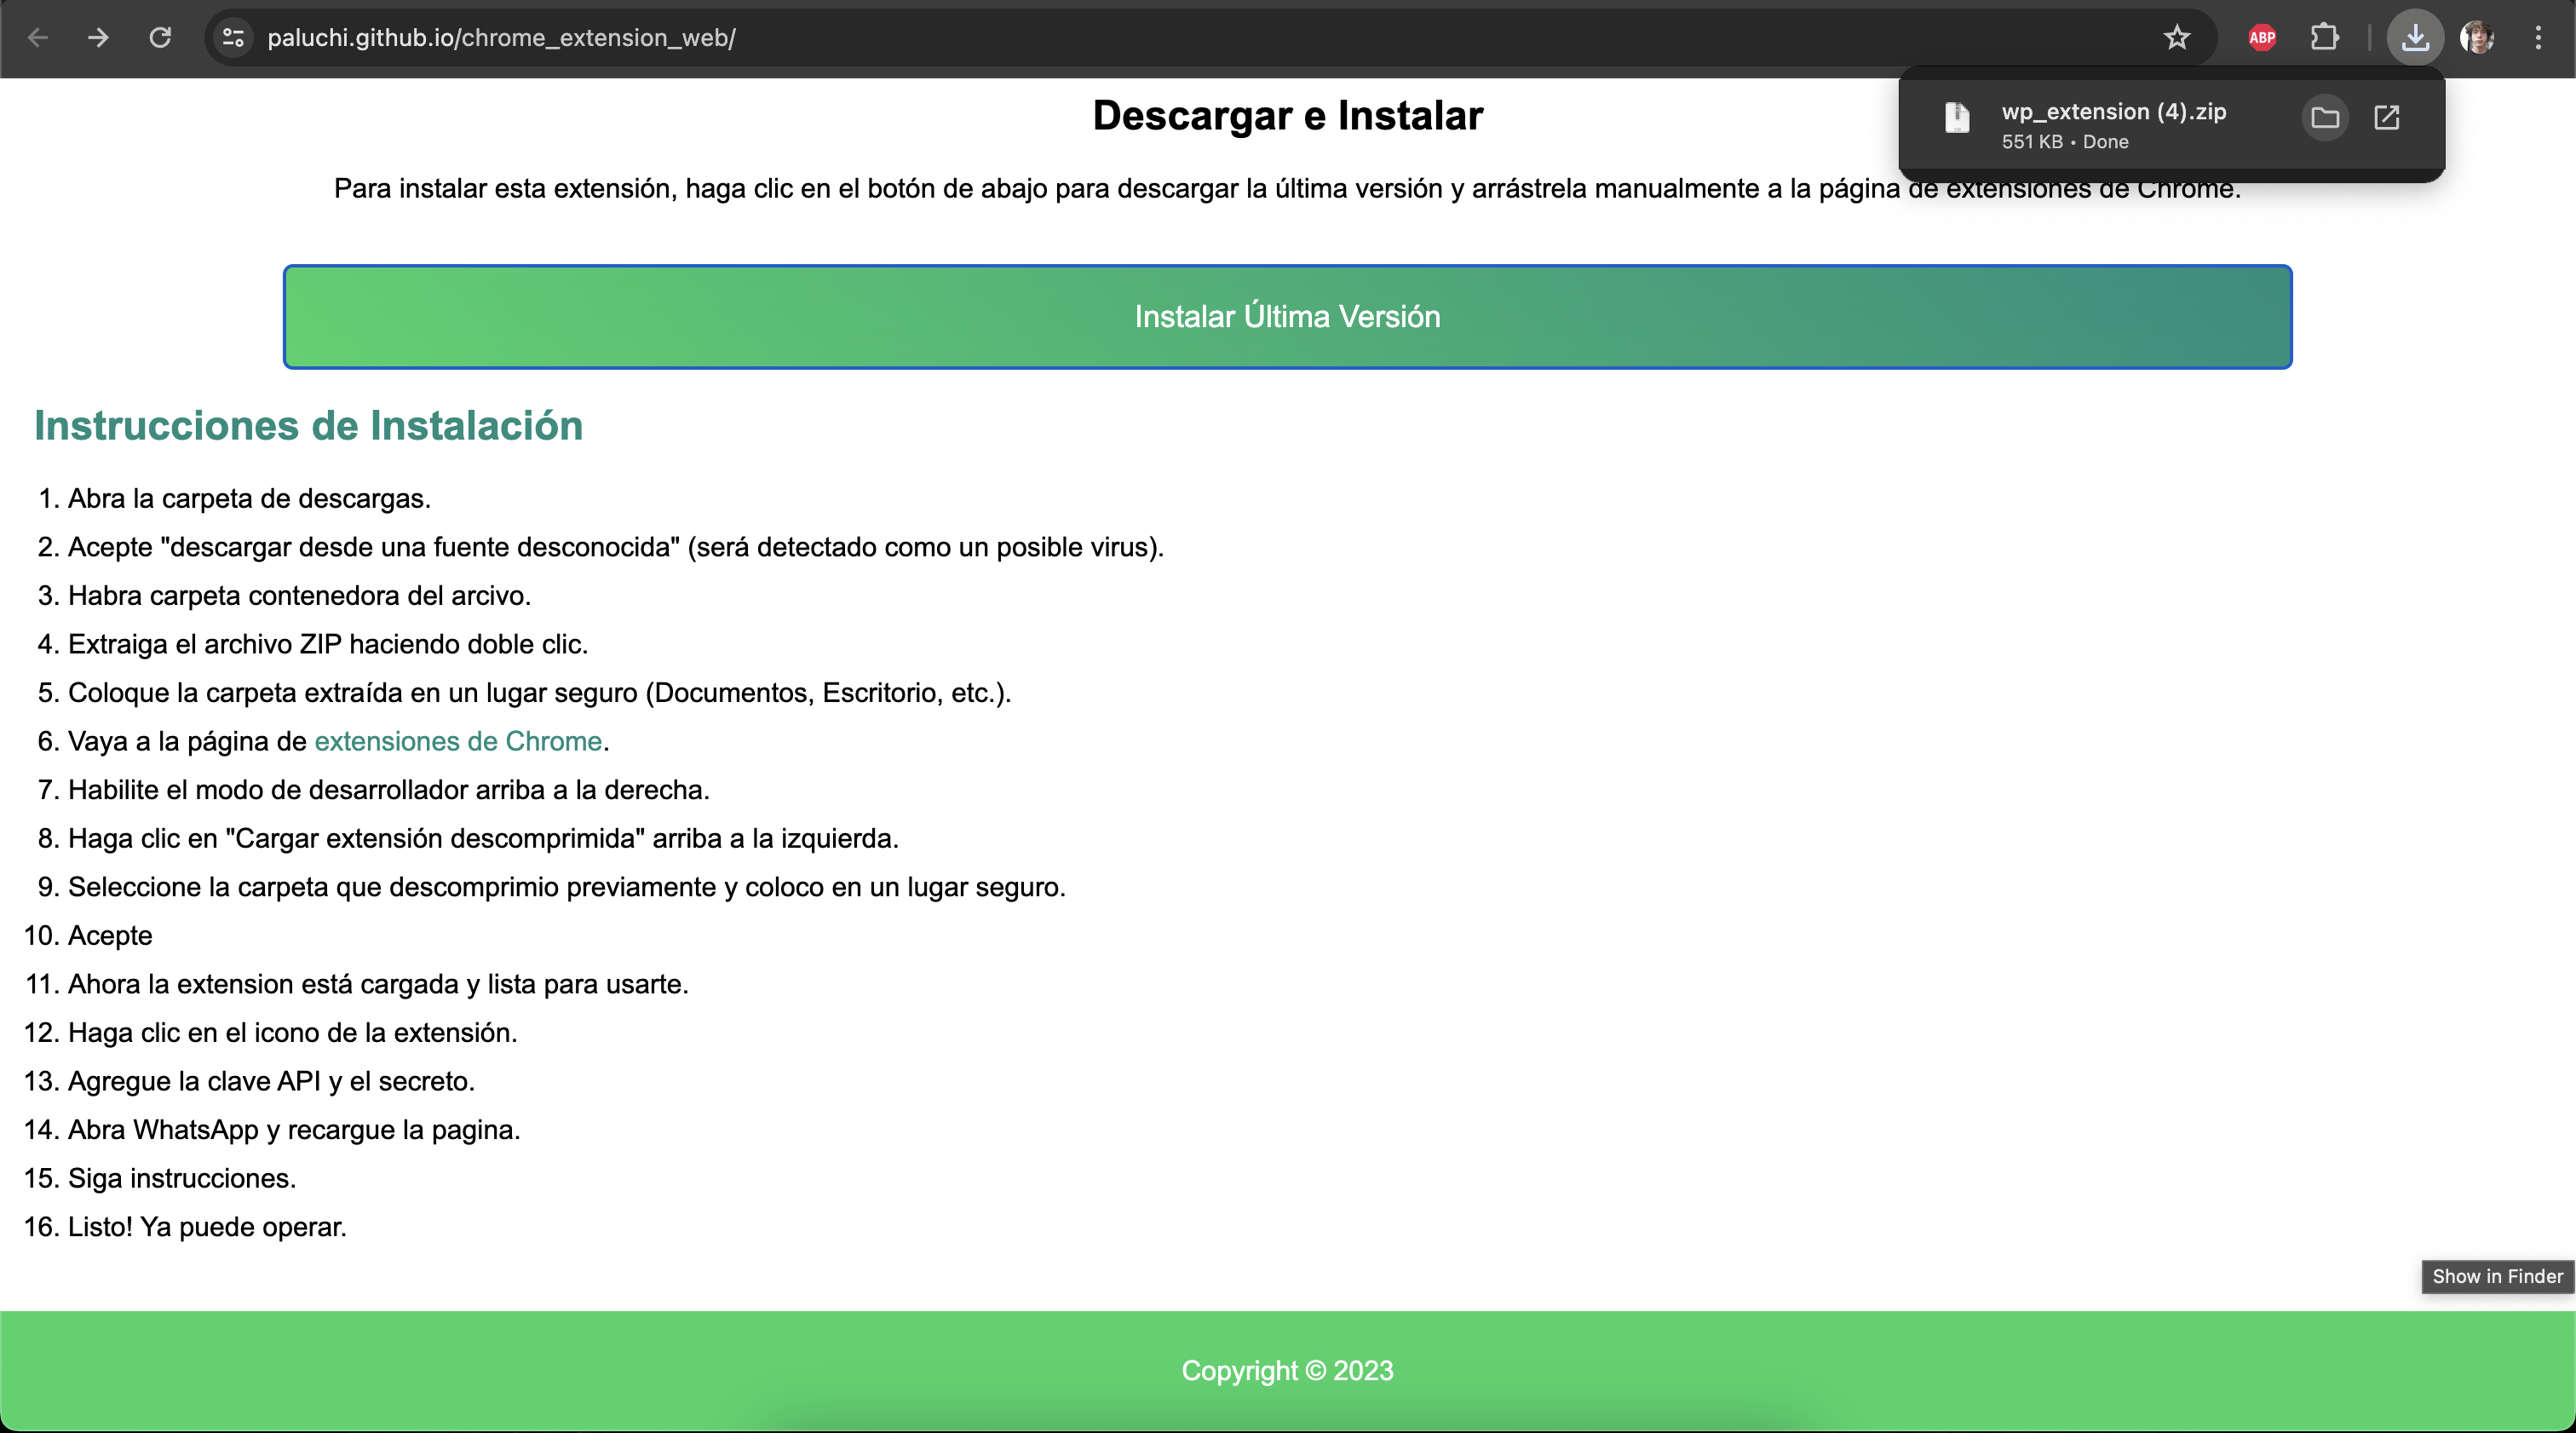 paluchi.github.io/chrome_extension_web/
ABP
wp_extension (4).zip
551 KB • Done
Descargar e Instalar
Para instalar esta extensión, haga clic en el botón de abajo para descargar la última versión y arrástrela manualmente a la página de extensiones de Chrome.
Instalar Última Versión
Instrucciones de Instalación
1. Abra la carpeta de descargas.
2. Acepte "descargar desde una fuente desconocida" (será detectado como un posible virus).
3. Habra carpeta contenedora del arcivo.
4. Extraiga el archivo ZIP haciendo doble clic.
5. Coloque la carpeta extraída en un lugar seguro (Documentos, Escritorio, etc.).
6. Vaya a la página de extensiones de Chrome.
7. Habilite el modo de desarrollador arriba a la derecha.
8. Haga clic en "Cargar extensión descomprimida" arriba a la izquierda.
9. Seleccione la carpeta que descomprimio previamente y coloco en un lugar seguro.
10. Acepte
11. Ahora la extension está cargada y lista para usarte.
12. Haga clic en el icono de la extensión.
13. Agregue la clave API y el secreto.
14. Abra WhatsApp y recargue la pagina.
15. Siga instrucciones.
16. Listo! Ya puede operar.
Show in Finder
Copyright © 2023